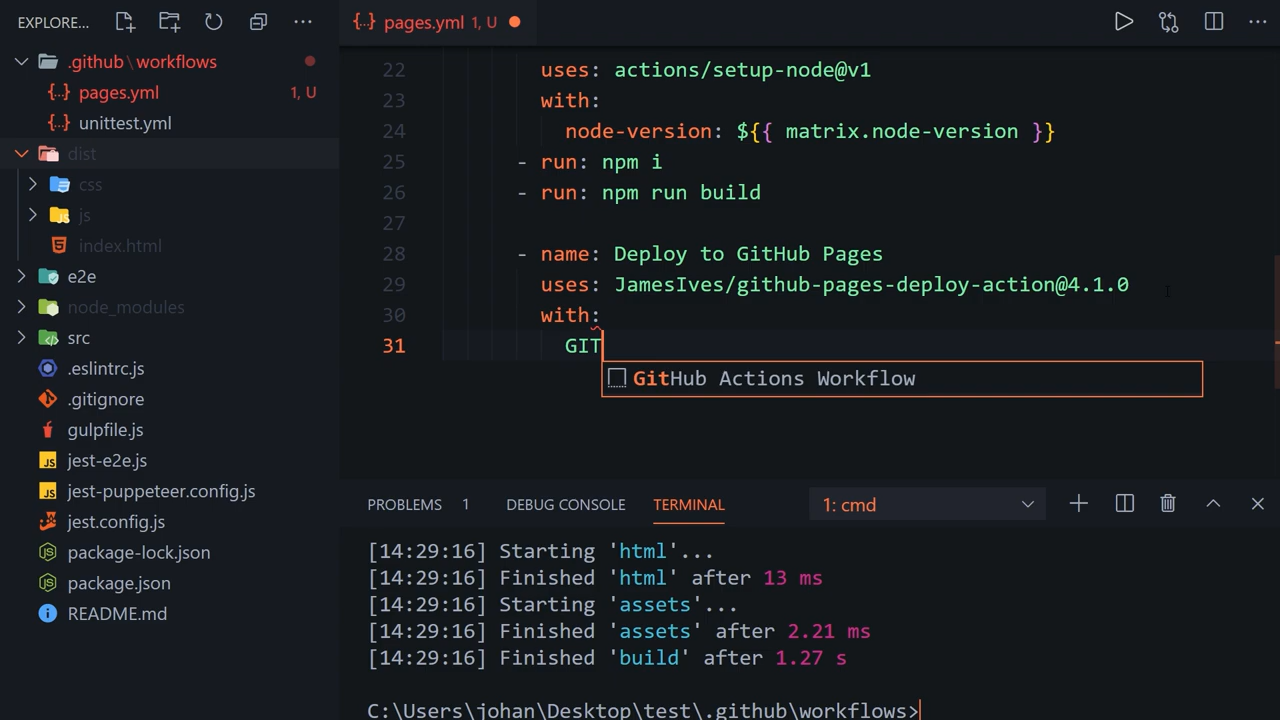 EXPLORE...
.github\workflows
pages.yml 1, U
unittest.yml
dist
css
js
index.html
e2e
node_modules
src
.eslintrc.js
.gitignore
gulpfile.js
jest-e2e.js
jest-puppeteer.config.js
jest.config.js
package-lock.json
package.json
README.md
pages.yml 1, U
22 uses: actions/setup-node@v1
23 with:
24 node-version: ${{ matrix.node-version }}
25 - run: npm i
26 - run: npm run build
27
28 - name: Deploy to GitHub Pages
29 uses: JamesIves/github-pages-deploy-action@4.1.0
30 with:
31 GIT
GitHub Actions Workflow
PROBLEMS 1 DEBUG CONSOLE TERMINAL 1: cmd
[14:29:16] Starting 'html'...
[14:29:16] Finished 'html' after 13 ms
[14:29:16] Starting 'assets'...
[14:29:16] Finished 'assets' after 2.21 ms
[14:29:16] Finished 'build' after 1.27 s
C:\Users\johan\Desktop\test\.github\workflows>